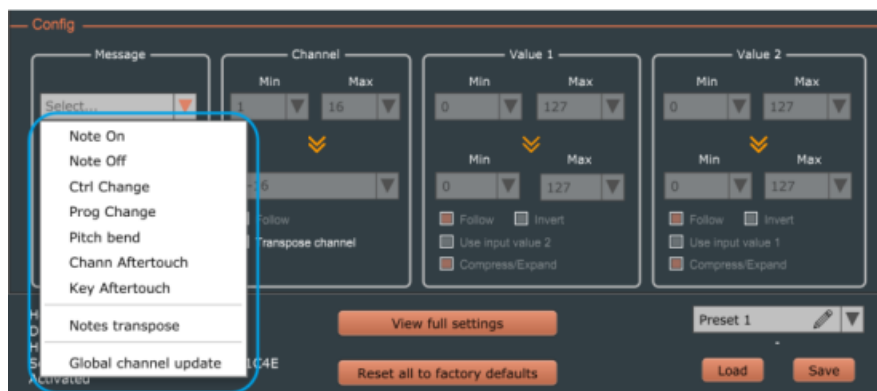 Config
Message
Channel
Value 1
Value 2
Min Max
Min Max
Min Max
Select...
1 16
0 127
0 127
Note On
Note Off
Ctrl Change
Prog Change
Pitch bend
Chann Aftertouch
Key Aftertouch
Notes transpose
Global channel update
Min Max
Min Max
-16
0 127
0 127
Follow
Transpose channel
Follow Invert
Use input value 2
Compress/Expand
Follow Invert
Use input value 1
Compress/Expand
View full settings
Preset 1
-
1C4E
Activated
Reset all to factory defaults
Load Save